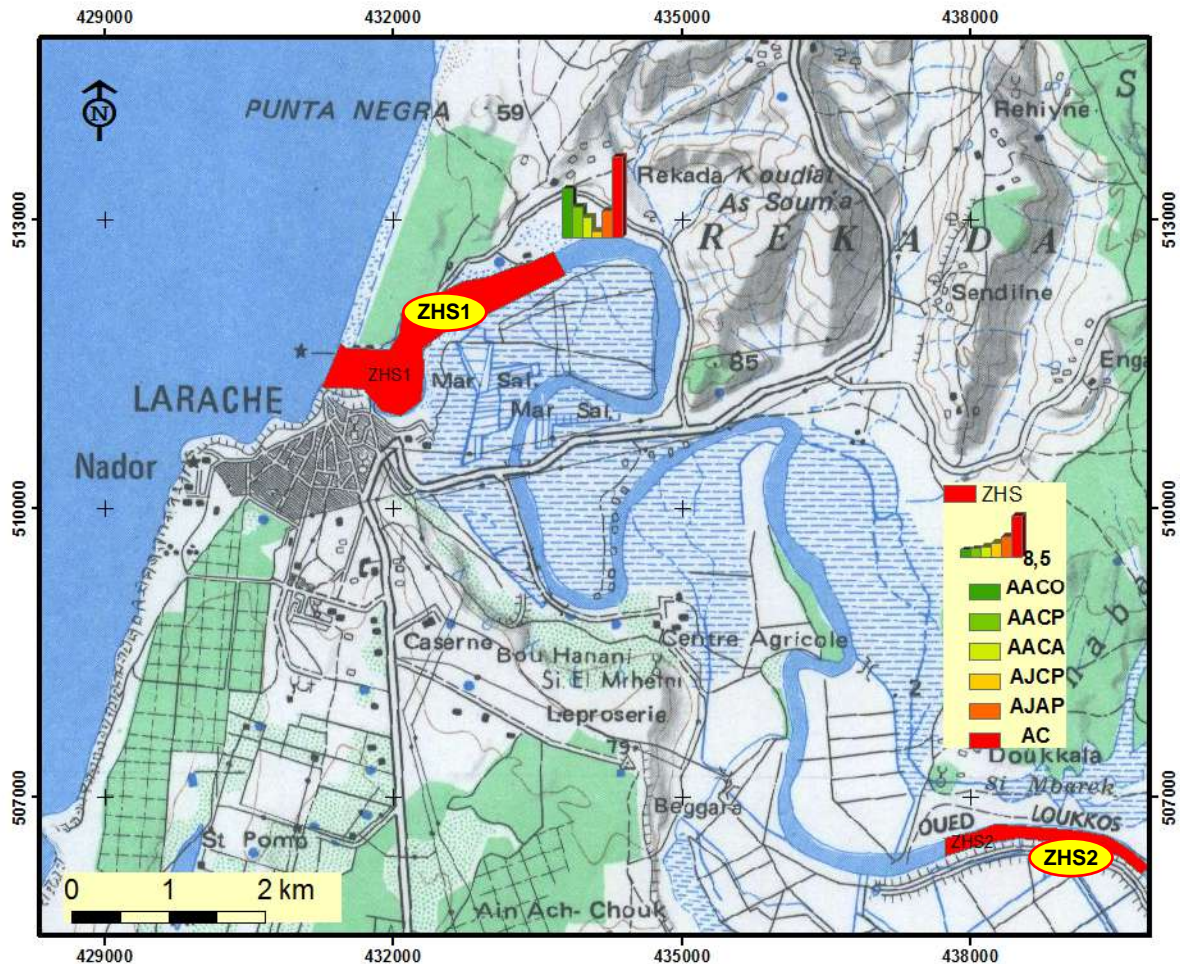 429000 432000 435000 438000
N
PUNTA NEGRA 59
Rehiyne
S
Rekada Koudiat
As Souma
513000 513000
R E K A D A
Sendilne
ZHS1
ZHS1
85
Enga
Mar. Sal.
LARACHE
Mar Sal.
Nador
ZHS
510000 510000
8,5
AACO
AACP
AACA
AJCP
AJAP
AC
naba
Caserne
Centre Agricole
Bou Hanani
Si. El Mrheini
2
Leproserie
79
Doukkala
Si Mbarek
507000 507000
Beggara
OUED LOUKKOS
St Pomp
ZHS2
ZHS2
0 1 2 km
Ain Ach-Chouk
429000 432000 435000 438000